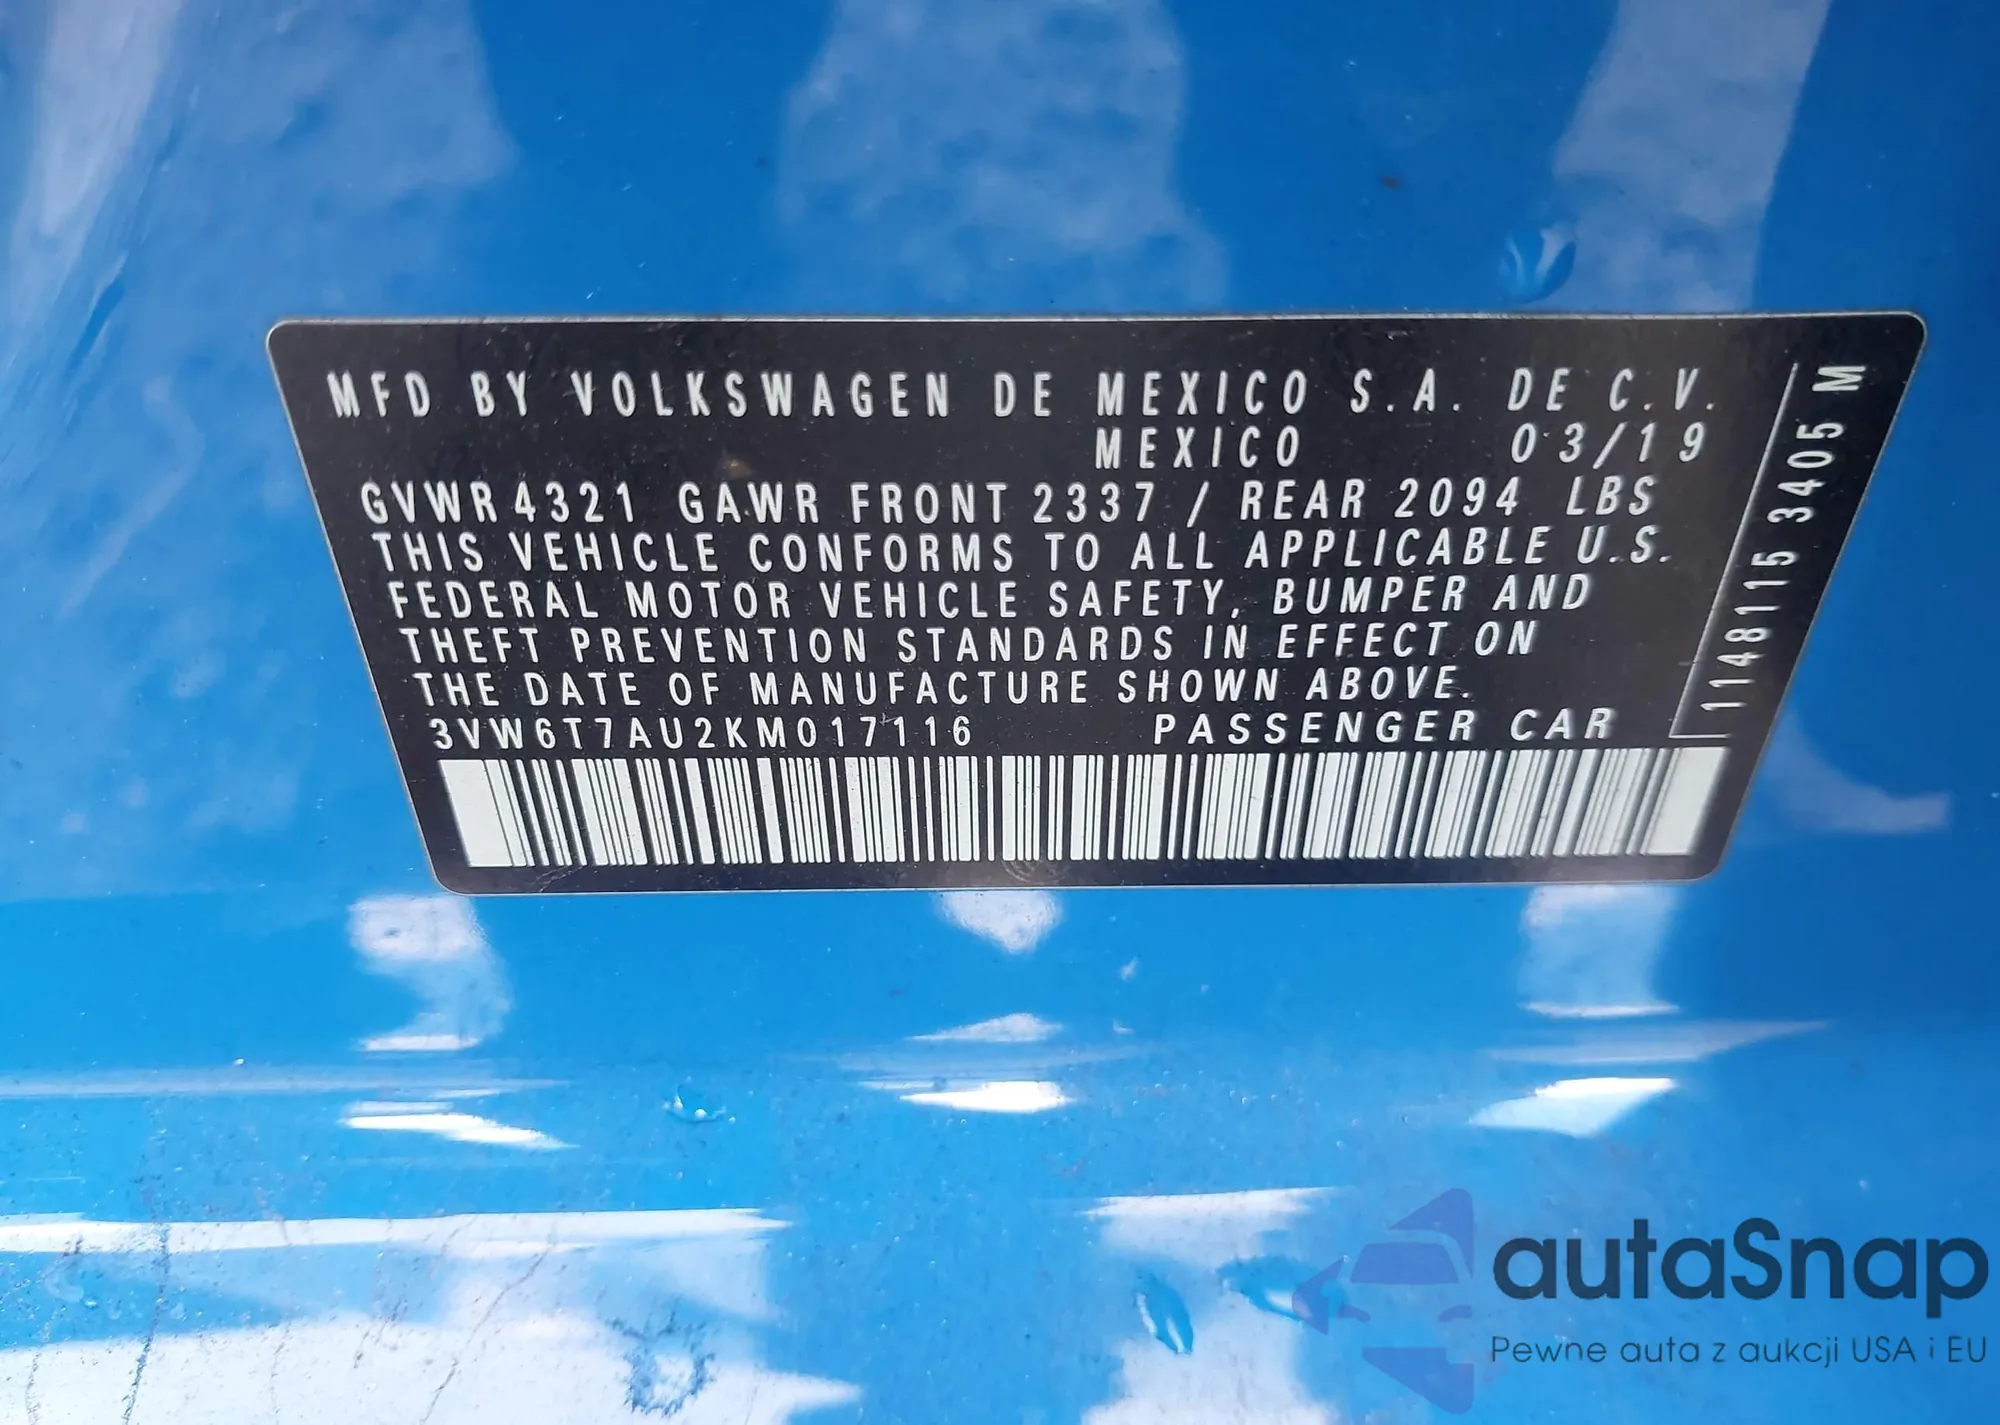 MFD BY VOLKSWAGEN DE MEXICO S.A. DE C.V.
MEXICO 03/19
GVWR 4321 GAWR FRONT 2337 / REAR 2094 LBS
THIS VEHICLE CONFORMS TO ALL APPLICABLE U.S.
FEDERAL MOTOR VEHICLE SAFETY, BUMPER AND
THEFT PREVENTION STANDARDS IN EFFECT ON
THE DATE OF MANUFACTURE SHOWN ABOVE.
3VW6T7AU2KM017116 PASSENGER CAR
1148115 3405 M
autaSnap
Pewne auta z aukcji USA i EU